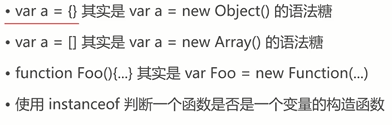 • var a = {} 其实是 var a = new Object() 的语法糖
• var a = [] 其实是 var a = new Array() 的语法糖
• function Foo(){...} 其实是 var Foo = new Function(...)
• 使用 instanceof 判断一个函数是否是一个变量的构造函数